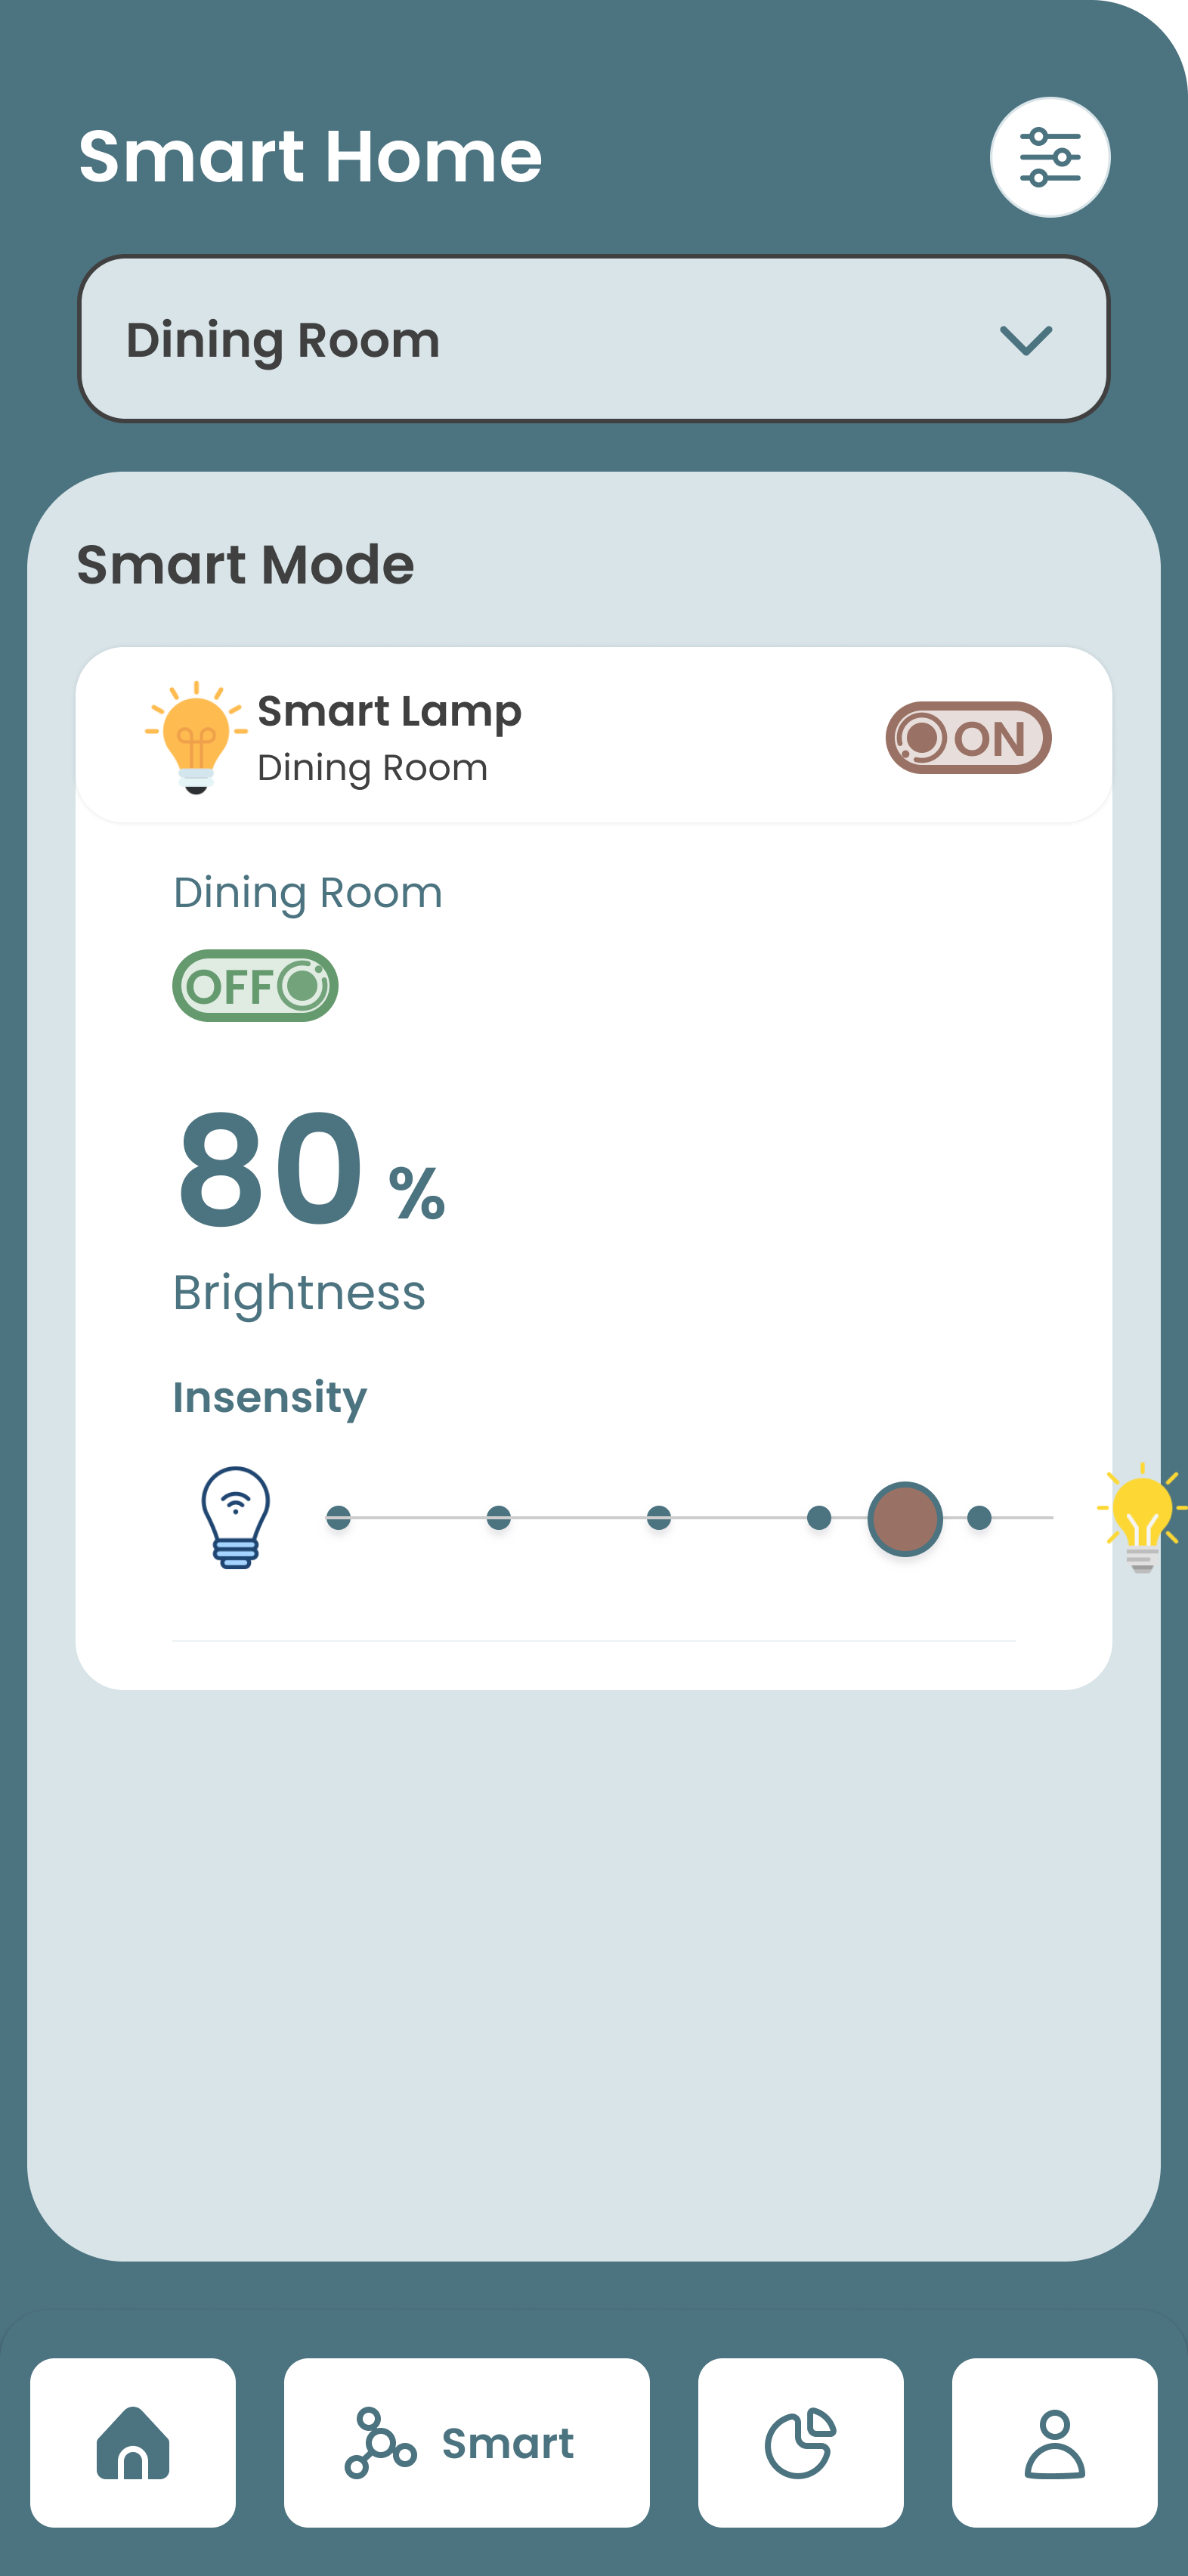 Smart Home
Dining Room
Smart Mode
Smart Lamp
Dining Room
ON
Dining Room
OFF
80 %
Brightness
Insensity
Smart